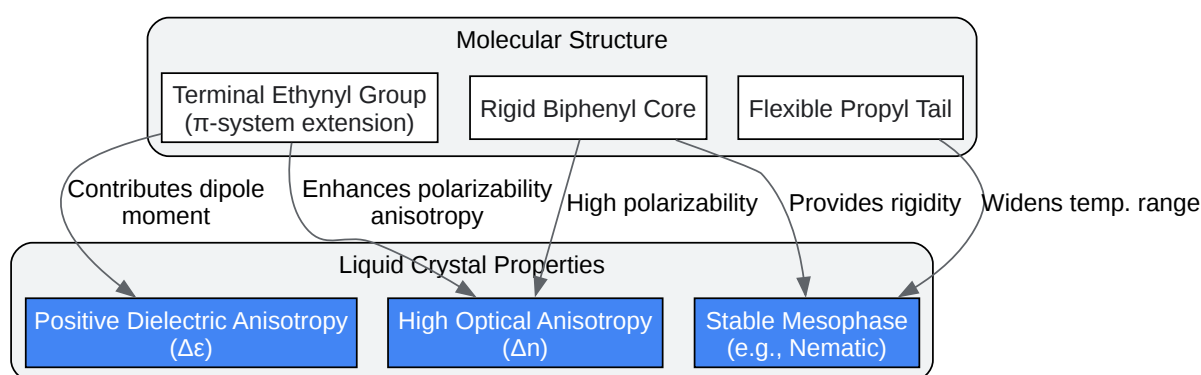 Molecular Structure
Terminal Ethynyl Group
(π-system extension)
Rigid Biphenyl Core
Flexible Propyl Tail
Contributes dipole
moment
Enhances polarizability
anisotropy
High polarizability
Provides rigidity
Widens temp. range
Liquid Crystal Properties
Positive Dielectric Anisotropy
(Δε)
High Optical Anisotropy
(Δn)
Stable Mesophase
(e.g., Nematic)